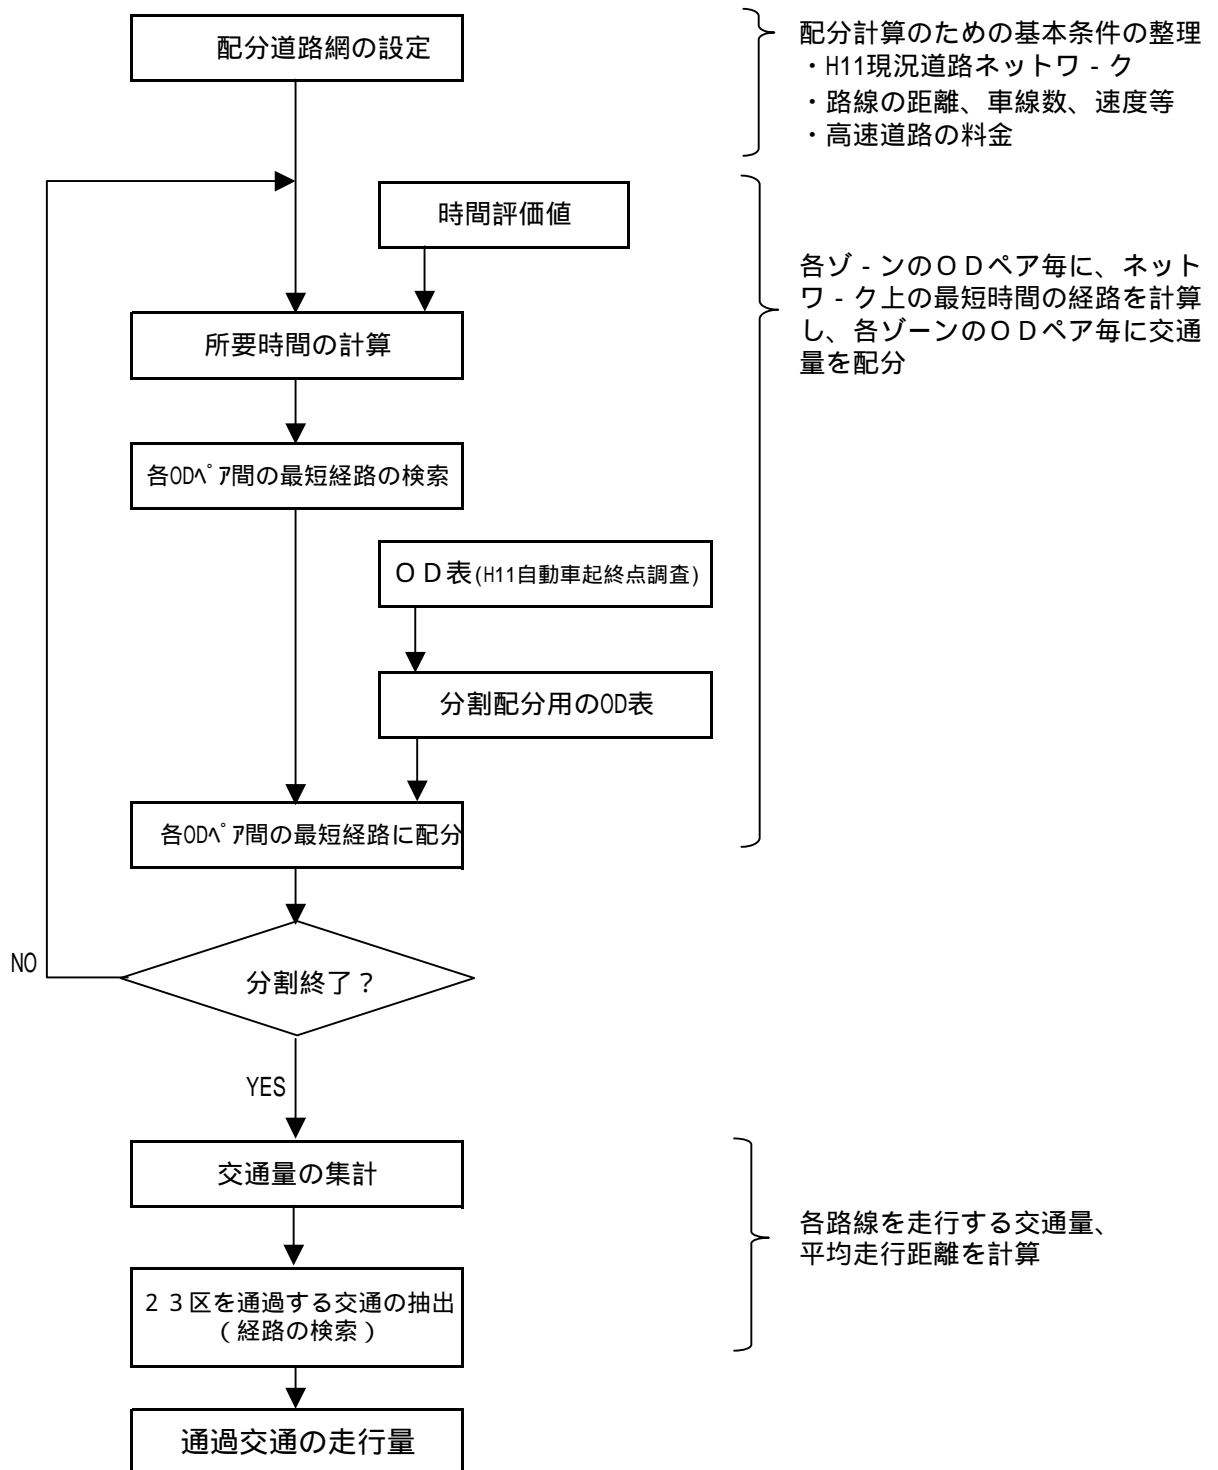 配分道路網の設定
配分計算のための基本条件の整理
・H11現況道路ネットワ‐ク
・路線の距離、車線数、速度等
・高速道路の料金
時間評価値
各ゾ‐ンのＯＤペア毎に、ネット
ワ‐ク上の最短時間の経路を計算
し、各ゾーンのＯＤペア毎に交通
量を配分
所要時間の計算
各ODﾍﾟｱ間の最短経路の検索
ＯＤ表(H11自動車起終点調査)
分割配分用のOD表
各ODﾍﾟｱ間の最短経路に配分
分割終了？
NO
YES
交通量の集計
各路線を走行する交通量、
平均走行距離を計算
２３区を通過する交通の抽出
（経路の検索）
通過交通の走行量